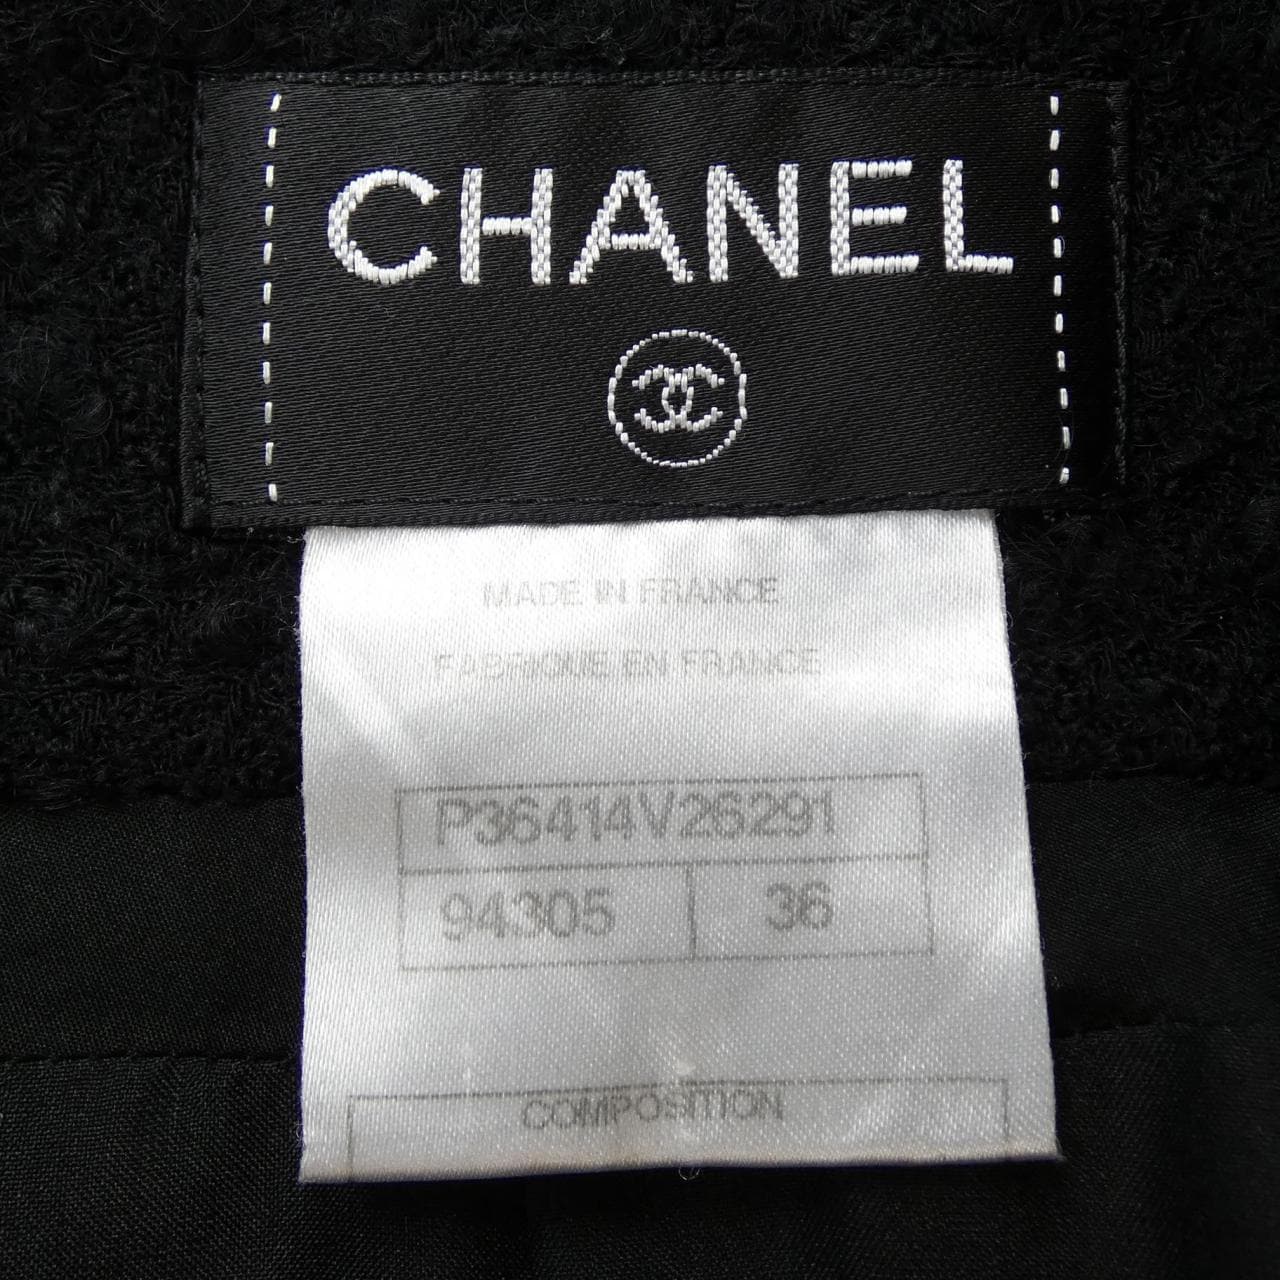 CHANEL
MADE IN FRANCE
FABRIQUE EN FRANCE
P36414V26291
94305 36
COMPOSITION